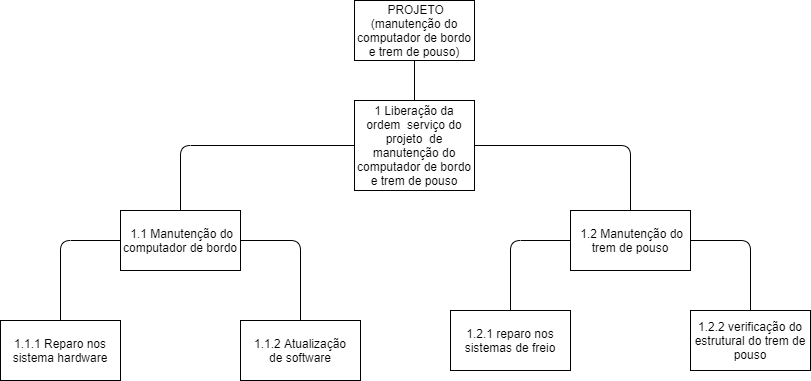 PROJETO
(manutenção do
computador de bordo
e trem de pouso)
1 Liberação da
ordem serviço do
projeto de
manutenção do
computador de bordo
e trem de pouso
1.1 Manutenção do
computador de bordo
1.2 Manutenção do
trem de pouso
1.1.1 Reparo nos
sistema hardware
1.1.2 Atualização
de software
1.2.1 reparo nos
sistemas de freio
1.2.2 verificação do
estrutural do trem de
pouso